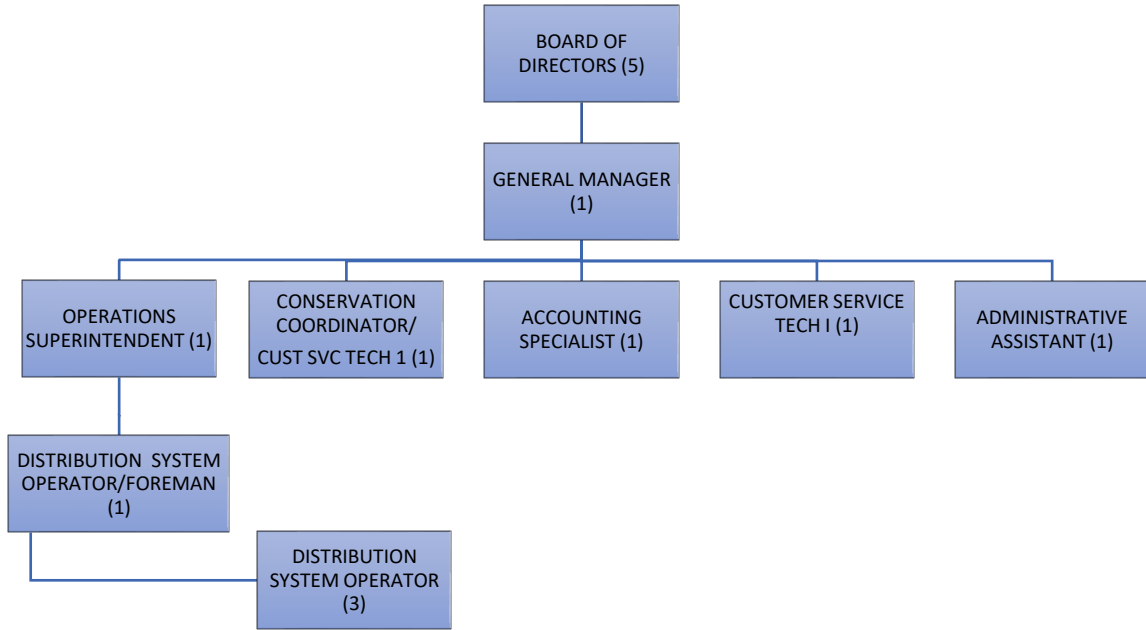 BOARD OF
DIRECTORS (5)
GENERAL MANAGER
(1)
OPERATIONS
SUPERINTENDENT (1)
CONSERVATION
COORDINATOR/
CUST SVC TECH 1 (1)
ACCOUNTING
SPECIALIST (1)
CUSTOMER SERVICE
TECH I (1)
ADMINISTRATIVE
ASSISTANT (1)
DISTRIBUTION SYSTEM
OPERATOR/FOREMAN
(1)
DISTRIBUTION
SYSTEM OPERATOR
(3)